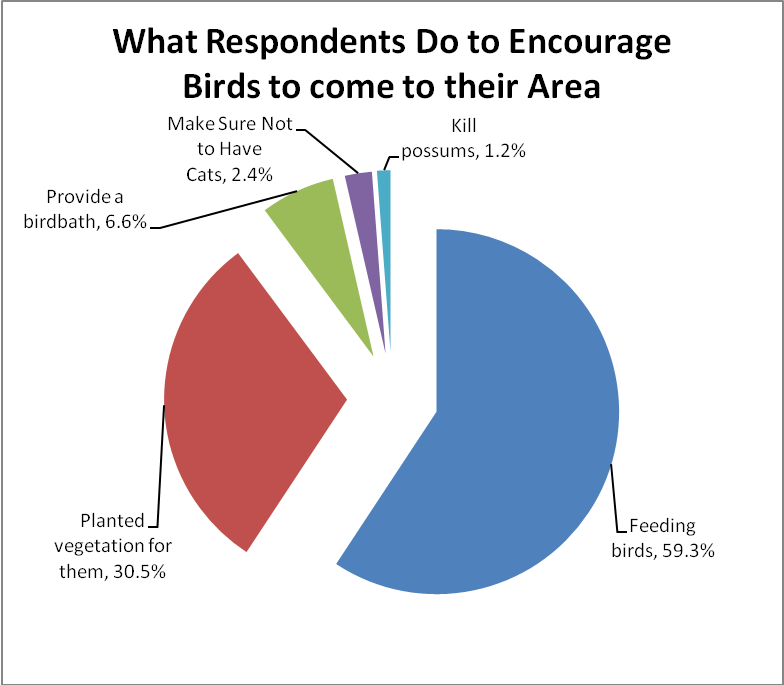 What Respondents Do to Encourage
Birds to come to their Area
Make Sure Not
to Have
Cats, 2.4%
Kill
possums, 1.2%
Provide a
birdbath, 6.6%
Planted
vegetation for
them, 30.5%
Feeding
birds, 59.3%